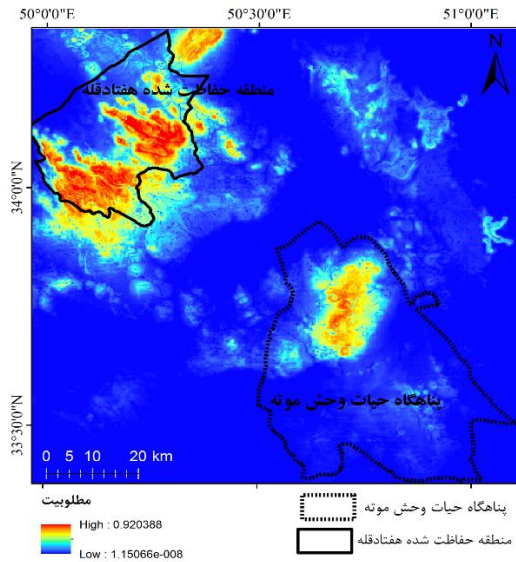 50°0'0"
50°30'
51°0'0"
N
منطقه حفاظت شده هفتادقله
34°0'0"N
پناهگاه حیات وحش موته
33°30'0"N
0 5 10 20 km
مطلوبیت
High : 0.920388
Low : 1.15066e-008
پناهگاه حیات وحش موته
منطقه حفاظت شده هفتادقله